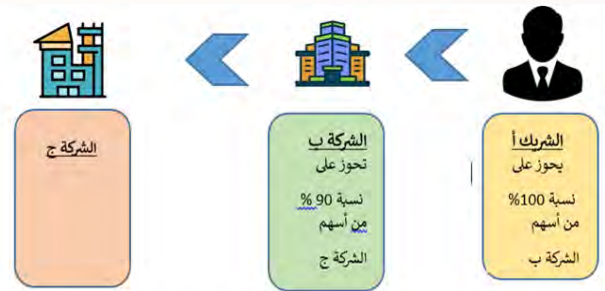 الشريك أ
يحوز على
نسبة 100%
من أسهم
الشركة ب
الشركة ب
تحوز على
نسبة 90 %
من أسهم
الشركة ج
الشركة ج